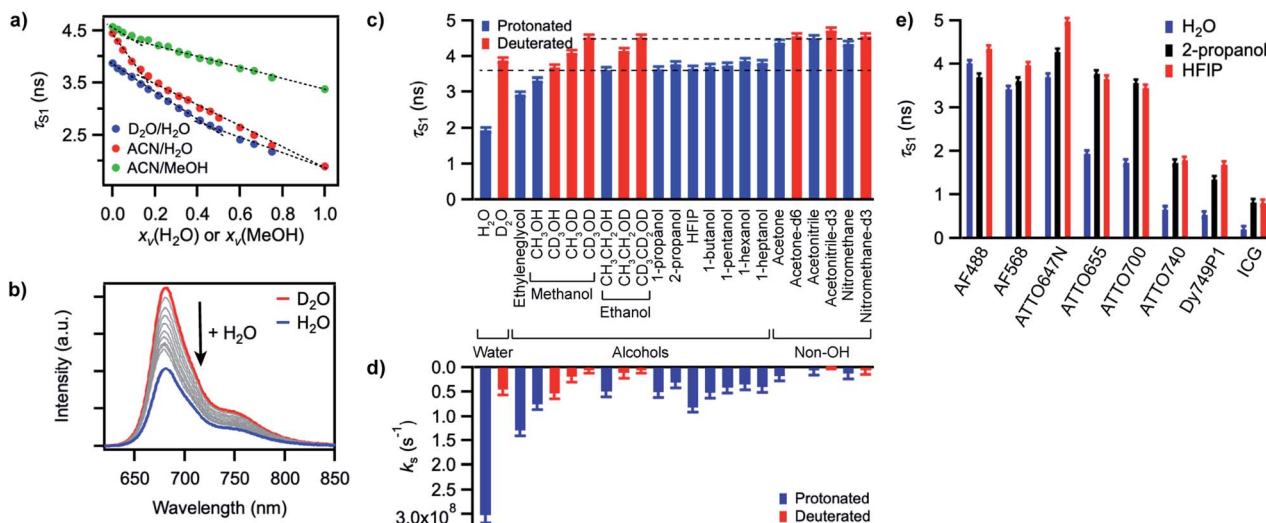 a)
4.5
3.5
2.5
τS1 (ns)
D2O/H2O
ACN/H2O
ACN/MeOH
0.0 0.2 0.4 0.6 0.8 1.0
xv(H2O) or xv(MeOH)
b)
Intensity (a.u.)
D2O
H2O
+ H2O
650 700 750 800 850
Wavelength (nm)
c)
Protonated
Deuterated
5
4
3
2
1
0
τS1 (ns)
H2O
D2O
Ethyleneglyol
CH3OH
CD3OH
CH3OD
CD3OD
CH3CH2OH
CH3CH2OD
CD3CD2OD
1-propanol
2-propanol
HFIP
1-butanol
1-pentanol
1-hexanol
1-heptanol
Acetone
Acetone-d6
Acetonitrile
Acetonitrile-d3
Nitromethane
Nitromethane-d3
Methanol
Ethanol
Water
Alcohols
Non-OH
d)
0.0
0.5
1.0
1.5
2.0
2.5
3.0x10⁸
ks (s⁻¹)
Protonated
Deuterated
e)
H2O
2-propanol
HFIP
5
4
3
2
1
0
τS1 (ns)
AF488
AF568
ATTO647N
ATTO655
ATTO700
ATTO740
Dy749P1
ICG